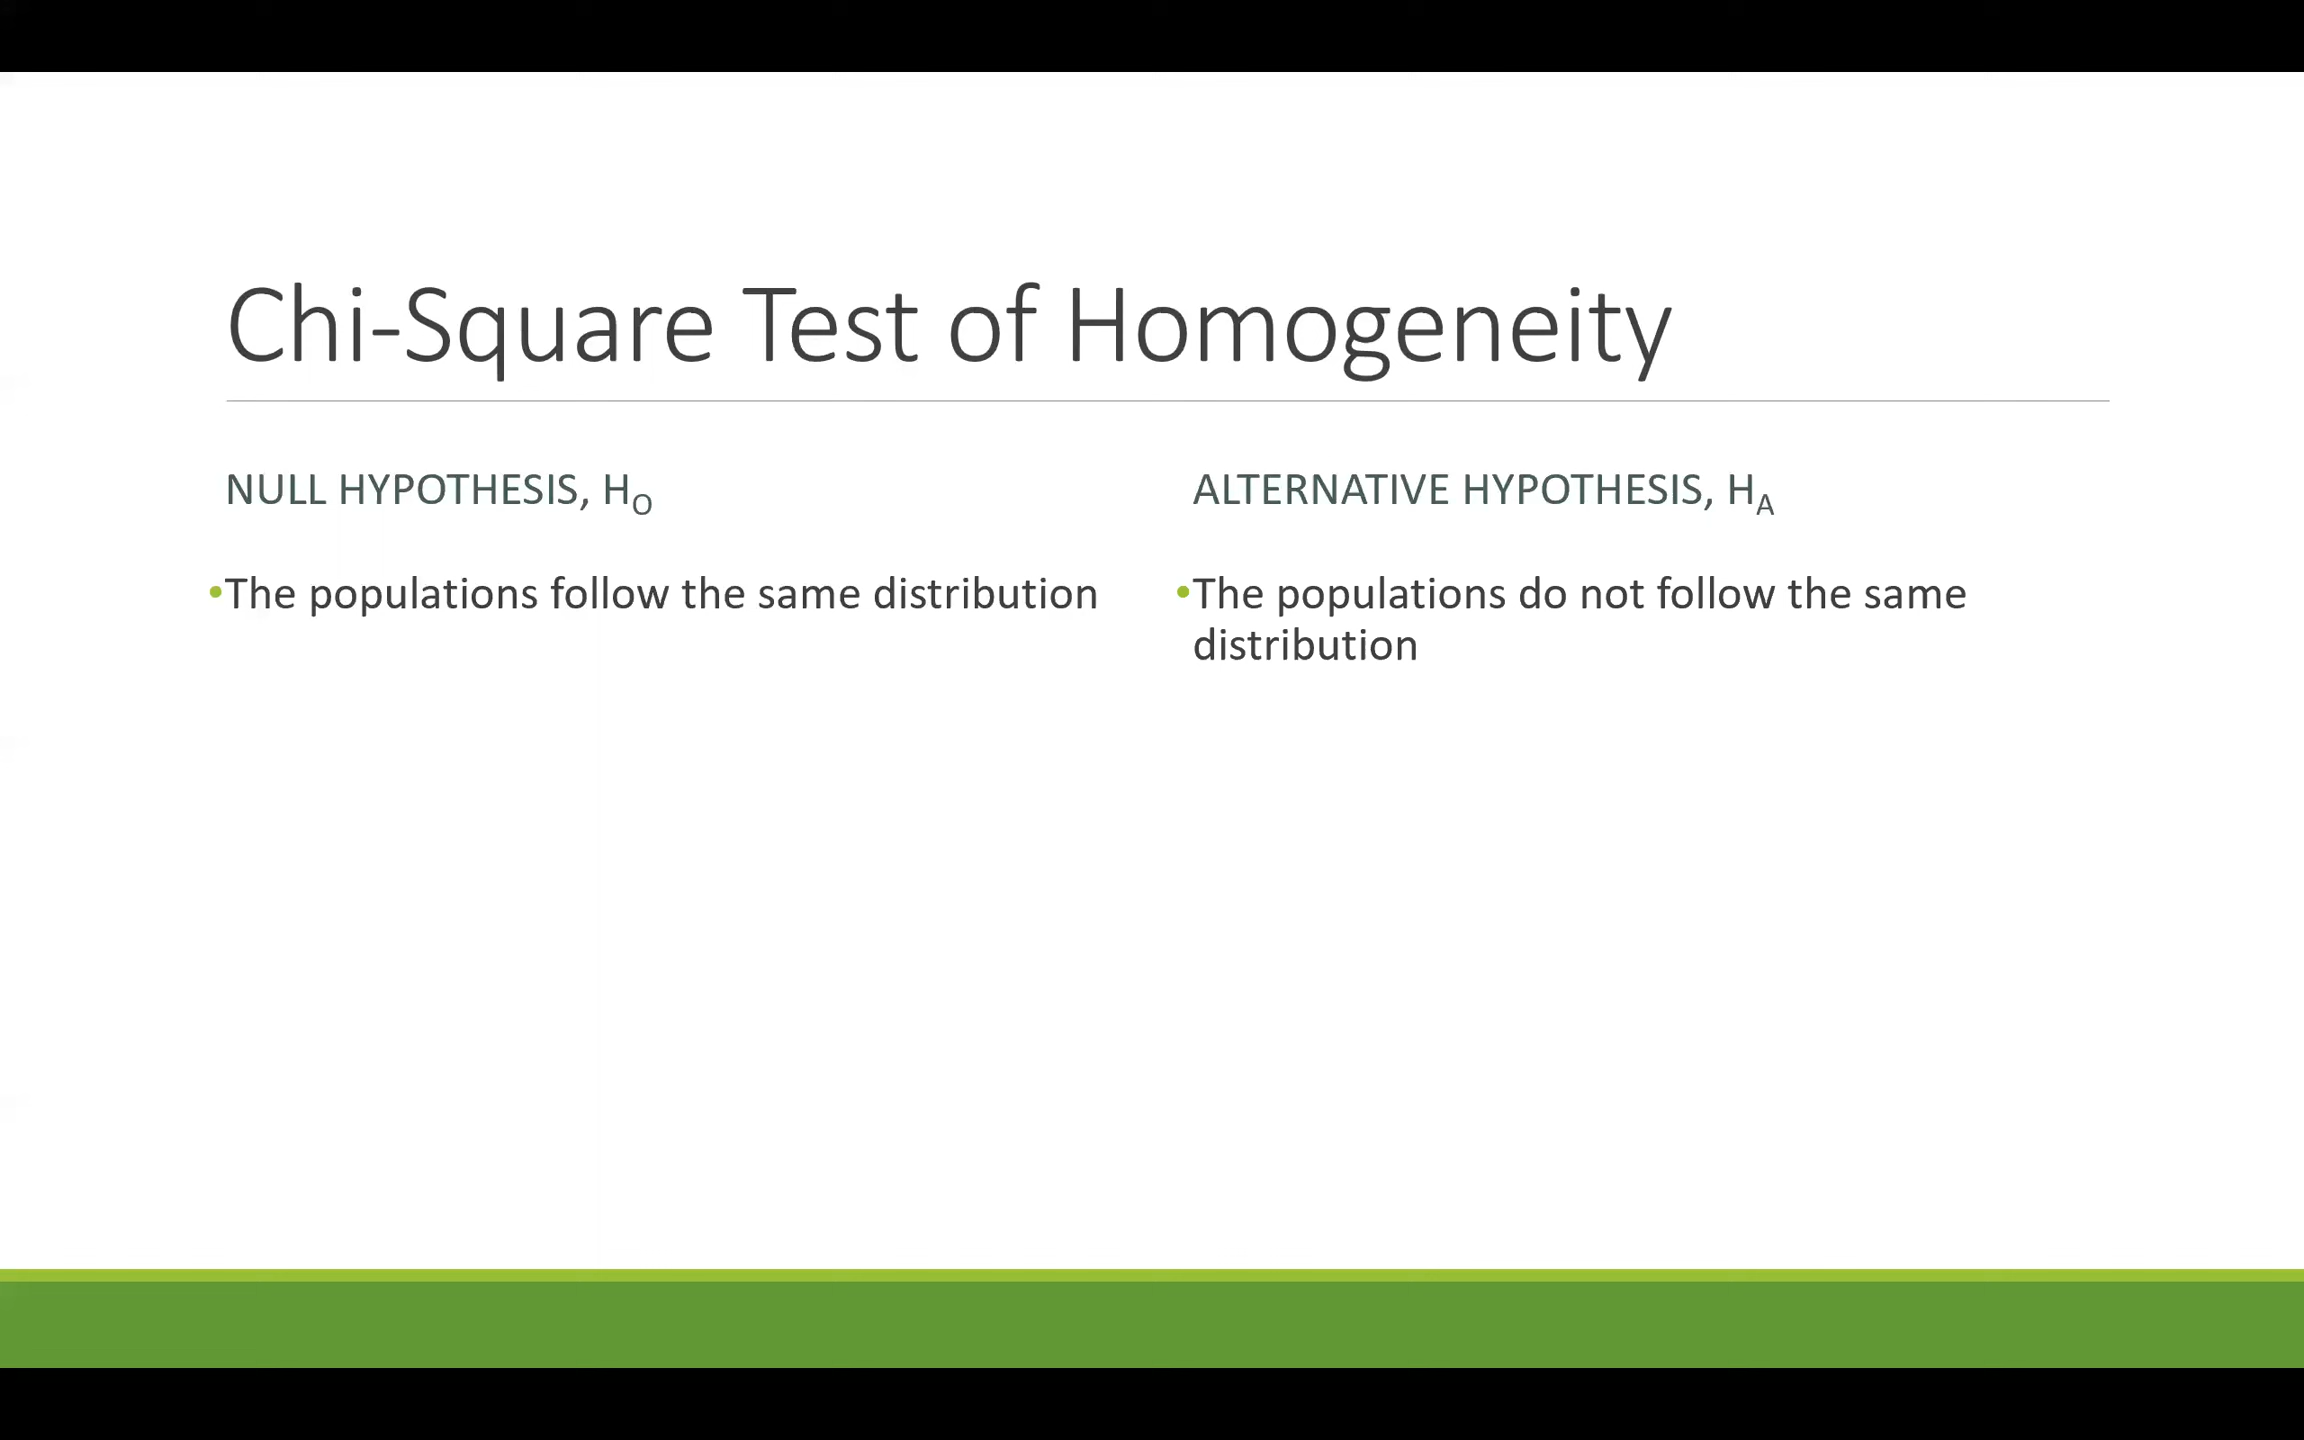 Chi-Square Test of Homogeneity
NULL HYPOTHESIS, HO
•The populations follow the same distribution
ALTERNATIVE HYPOTHESIS, HA
•The populations do not follow the same
distribution